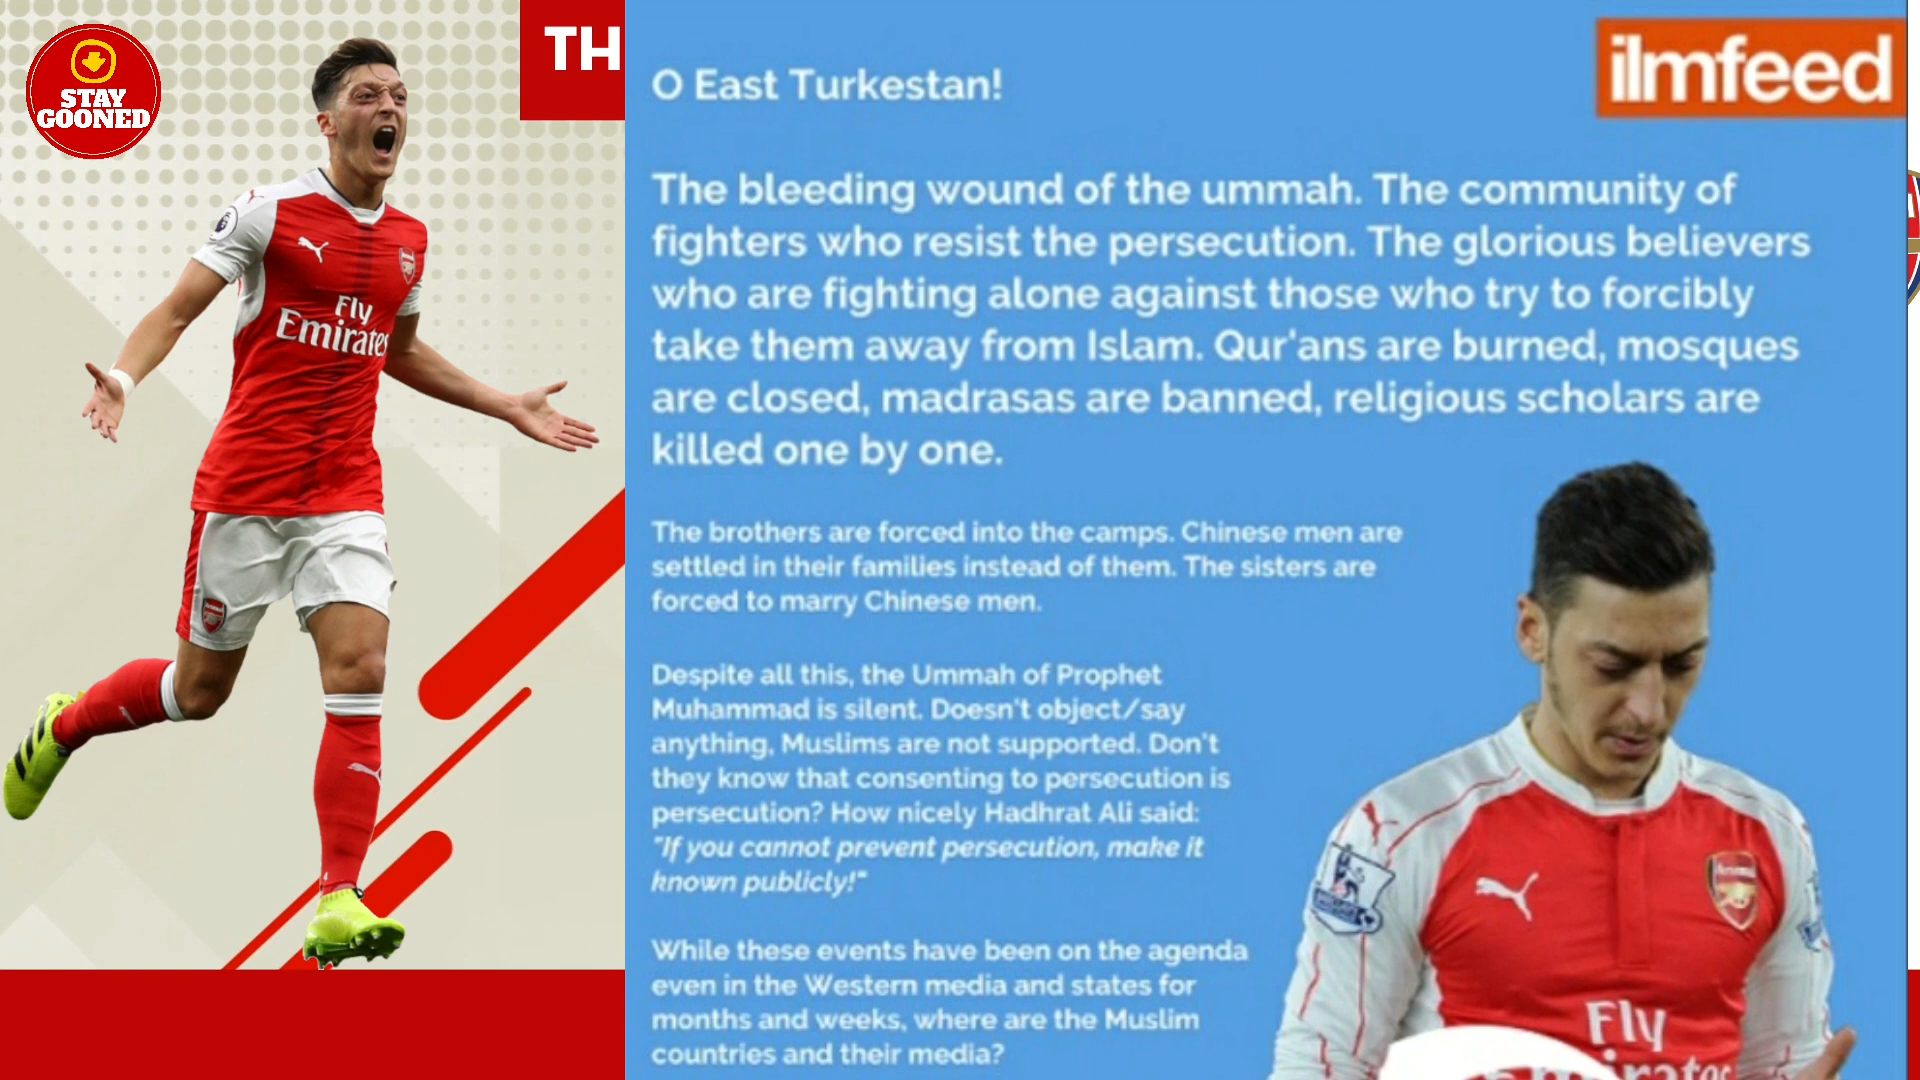 STAY
GOONED
TH
ilmfeed
O East Turkestan!
The bleeding wound of the ummah. The community of
fighters who resist the persecution. The glorious believers
who are fighting alone against those who try to forcibly
take them away from Islam. Qur'ans are burned, mosques
are closed, madrasas are banned, religious scholars are
killed one by one.
The brothers are forced into the camps. Chinese men are
settled in their families instead of them. The sisters are
forced to marry Chinese men.
Despite all this, the Ummah of Prophet
Muhammad is silent. Doesn't object/say
anything, Muslims are not supported. Don't
they know that consenting to persecution is
persecution? How nicely Hadhrat Ali said:
"If you cannot prevent persecution, make it
known publicly!"
While these events have been on the agenda
even in the Western media and states for
months and weeks, where are the Muslim
countries and their media?
Fly
Emirates
Arsenal
Fly